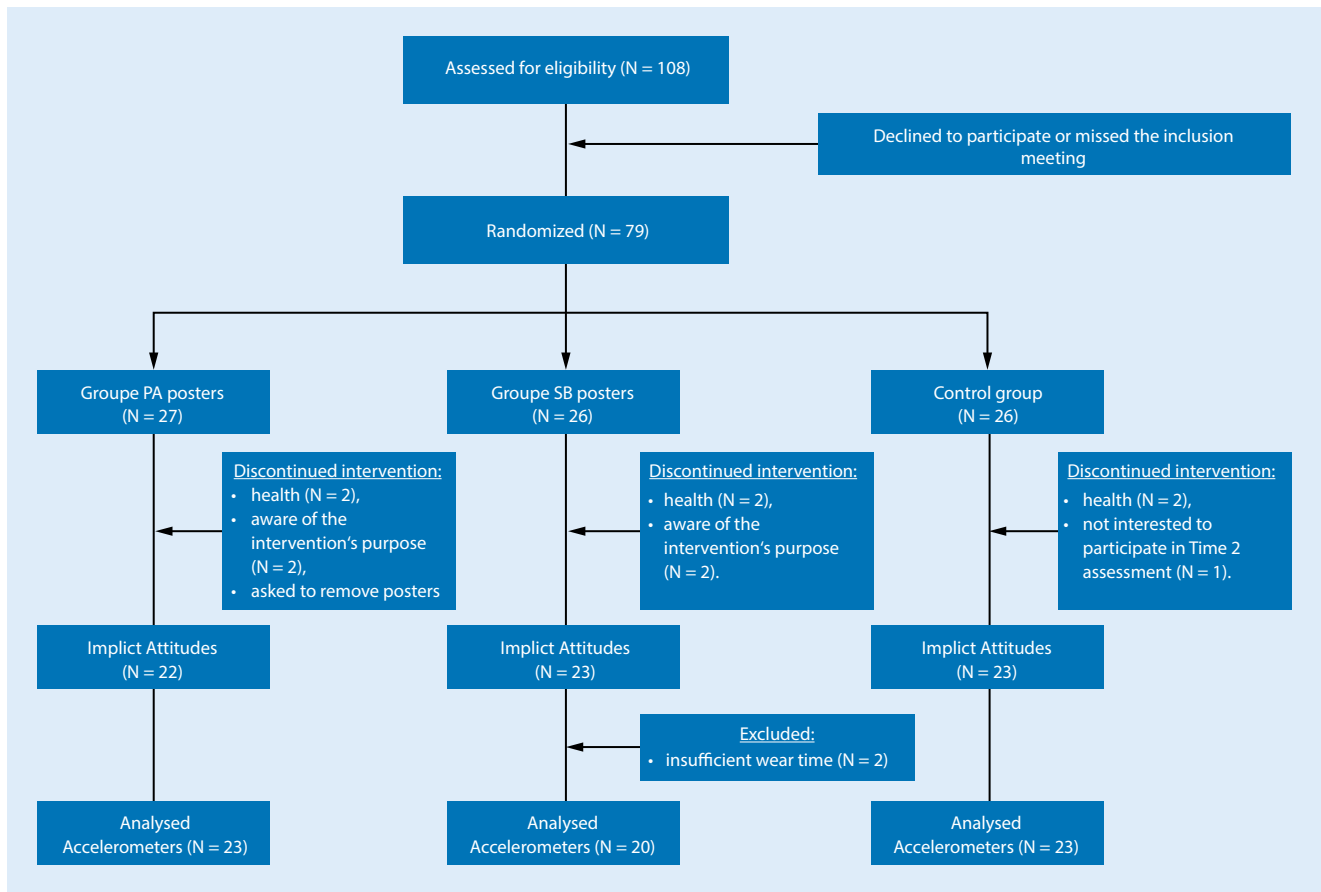 Assessed for eligibility (N = 108)
Declined to participate or missed the inclusion
meeting
Randomized (N = 79)
Groupe PA posters
(N = 27)
Groupe SB posters
(N = 26)
Control group
(N = 26)
Discontinued intervention:
• health (N = 2),
• aware of the
intervention's purpose
(N = 2),
• asked to remove posters
Discontinued intervention:
• health (N = 2),
• aware of the
intervention's purpose
(N = 2).
Discontinued intervention:
• health (N = 2),
• not interested to
participate in Time 2
assessment (N = 1).
Implict Attitudes
(N = 22)
Implict Attitudes
(N = 23)
Implict Attitudes
(N = 23)
Excluded:
• insufficient wear time (N = 2)
Analysed
Accelerometers (N = 23)
Analysed
Accelerometers (N = 20)
Analysed
Accelerometers (N = 23)